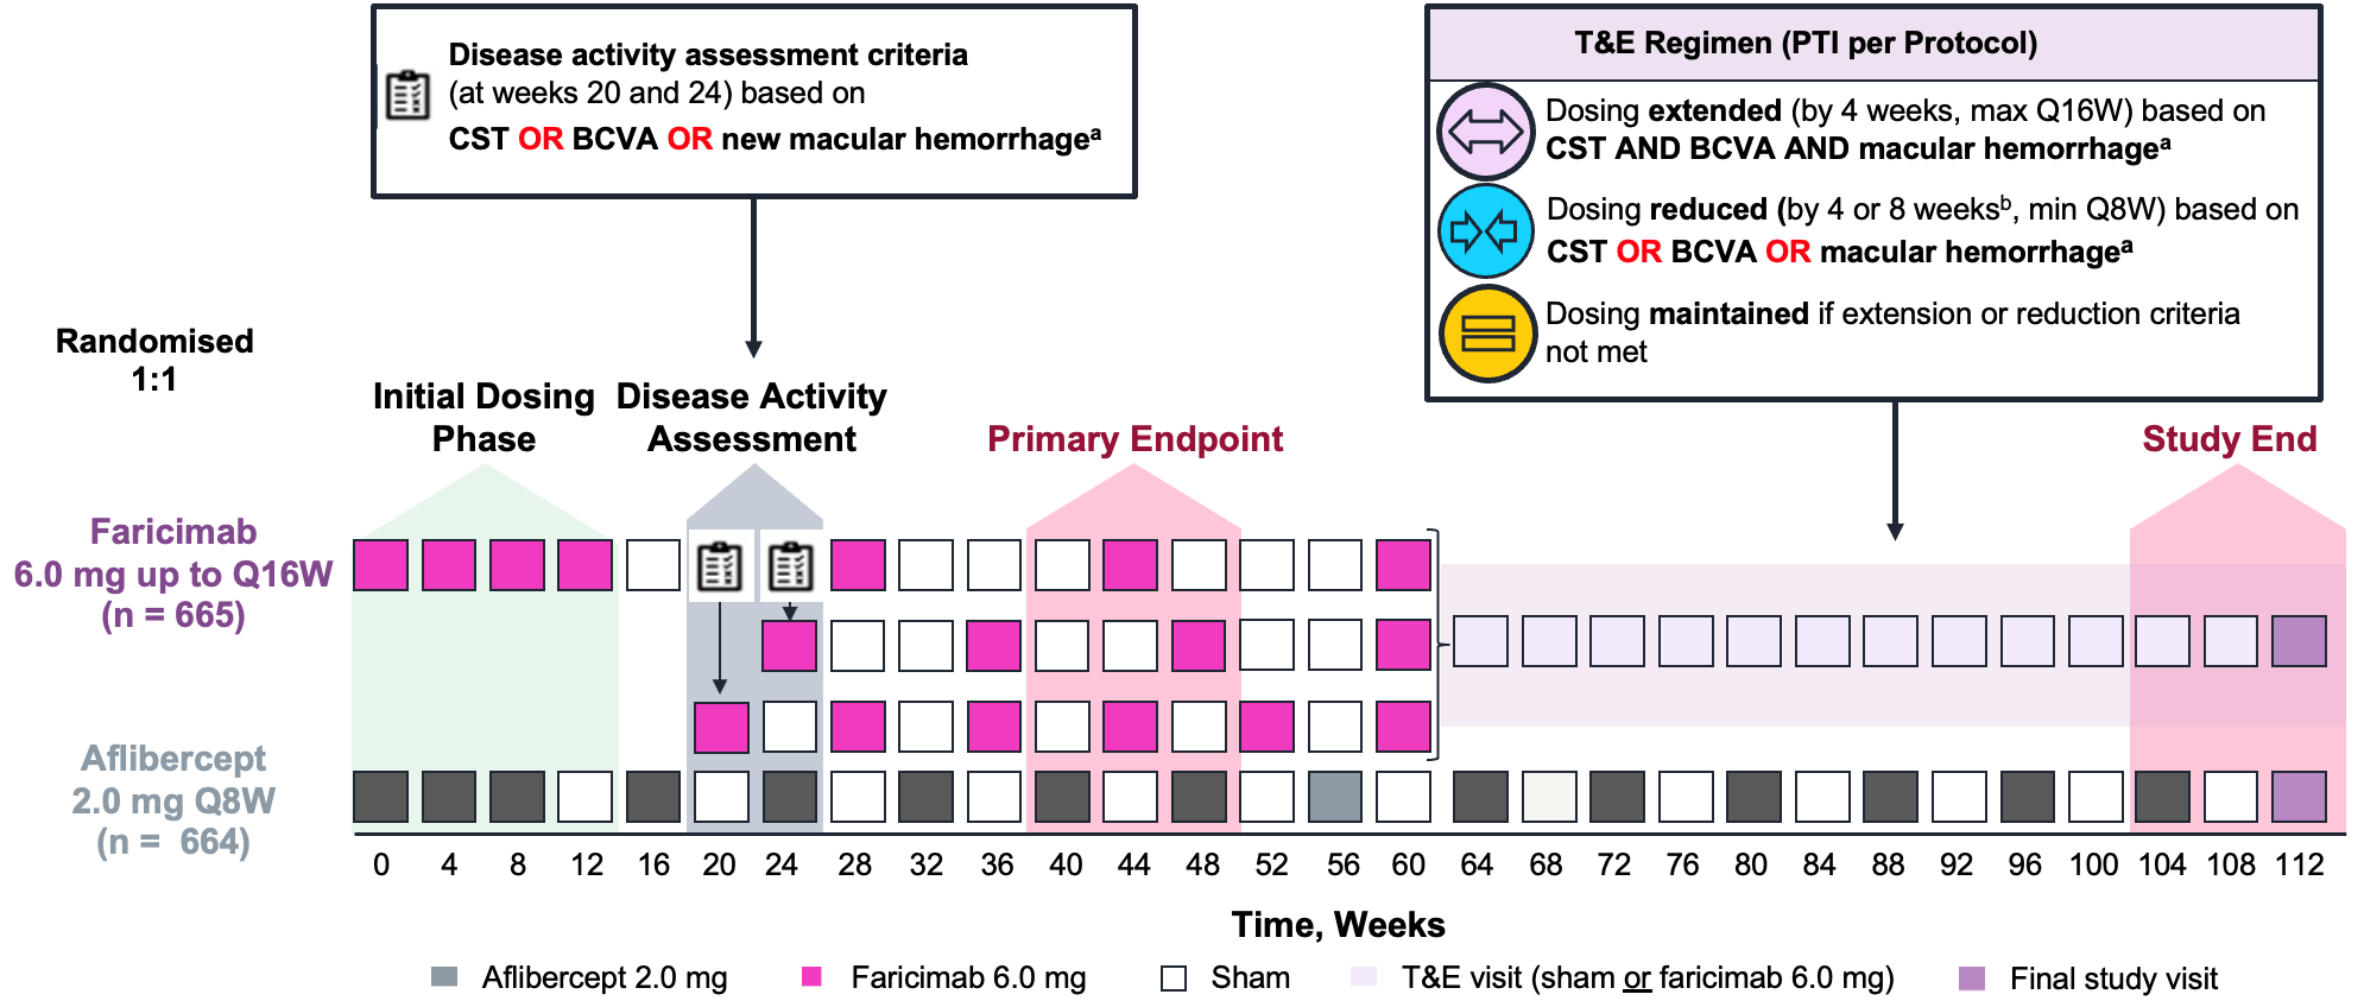 Disease activity assessment criteria
(at weeks 20 and 24) based on
CST OR BCVA OR new macular hemorrhageᵃ
T&E Regimen (PTI per Protocol)
Dosing extended (by 4 weeks, max Q16W) based on
CST AND BCVA AND macular hemorrhageᵃ
Dosing reduced (by 4 or 8 weeksᵇ, min Q8W) based on
CST OR BCVA OR macular hemorrhageᵃ
Dosing maintained if extension or reduction criteria
not met
Randomised
1:1
Initial Dosing
Phase
Disease Activity
Assessment
Primary Endpoint
Study End
Faricimab
6.0 mg up to Q16W
(n = 665)
Aflibercept
2.0 mg Q8W
(n = 664)
0 4 8 12 16 20 24 28 32 36 40 44 48 52 56 60 64 68 72 76 80 84 88 92 96 100 104 108 112
Time, Weeks
Aflibercept 2.0 mg
Faricimab 6.0 mg
Sham
T&E visit (sham or faricimab 6.0 mg)
Final study visit